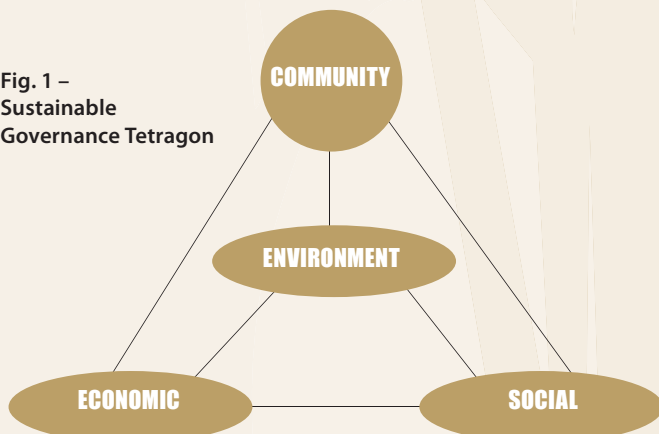 Fig. 1 –
Sustainable
Governance Tetragon
COMMUNITY
ENVIRONMENT
ECONOMIC
SOCIAL